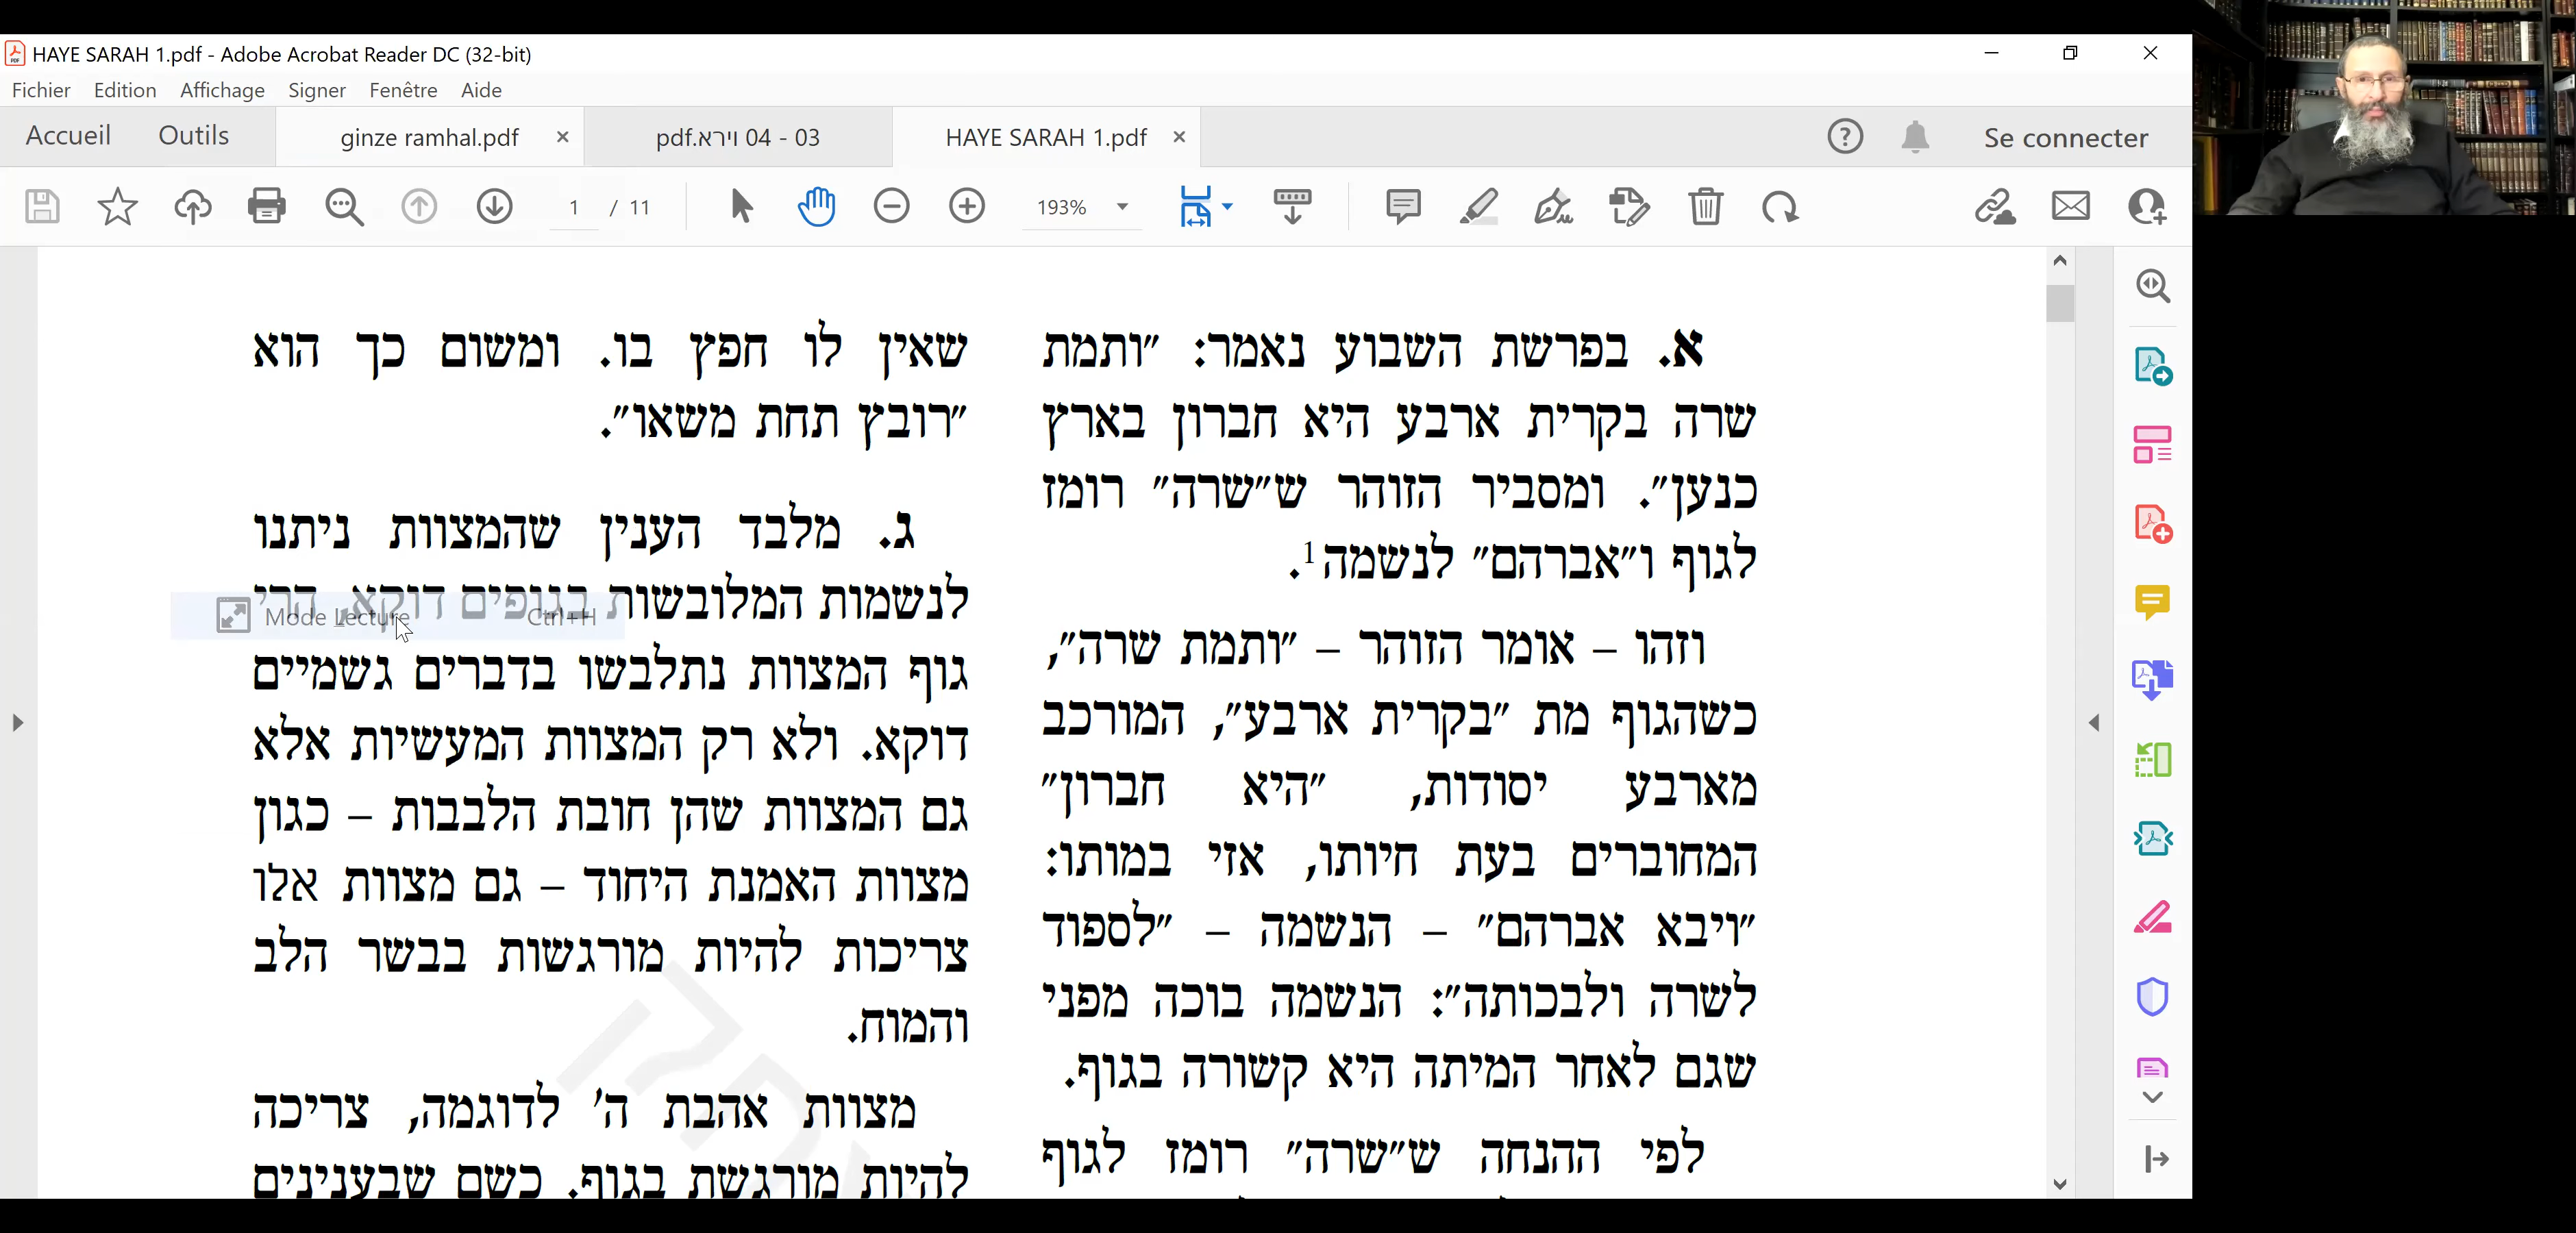 HAYE SARAH 1.pdf - Adobe Acrobat Reader DC (32-bit)
Fichier Edition Affichage Signer Fenêtre Aide
Accueil Outils ginze ramhal.pdf 03 - 04 וירא.pdf HAYE SARAH 1.pdf Se connecter
1 / 11 193%
א. בפרשת השבוע נאמר: "ותמת
שרה בקרית ארבע היא חברון בארץ
כנען". ומסביר הזוהר ש"שרה" רומז
לגוף ו"אברהם" לנשמה1.
וזהו – אומר הזוהר – "ותמת שרה",
כשהגוף מת "בקרית ארבע", המורכב
מארבע יסודות, "היא חברון"
המחוברים בעת חיותו, אזי במותו:
"ויבא אברהם" – הנשמה – "לספוד
לשרה ולבכותה": הנשמה בוכה מפני
שגם לאחר המיתה היא קשורה בגוף.
לפי ההנחה ש"שרה" רומז לגוף
שאין לו חפץ בו. ומשום כך הוא
"רובץ תחת משאו".
ג. מלבד הענין שהמצוות ניתנו
לנשמות המלובשות בגופים דוקא, הרי
Mode Lecture Ctrl+H
גוף המצוות נתלבשו בדברים גשמיים
דוקא. ולא רק המצוות המעשיות אלא
גם המצוות שהן חובת הלבבות – כגון
מצוות האמנת היחוד – גם מצוות אלו
צריכות להיות מורגשות בבשר הלב
והמוח.
מצוות אהבת ה' לדוגמה, צריכה
להיות מורגשת בגוף. כשם שבענינים